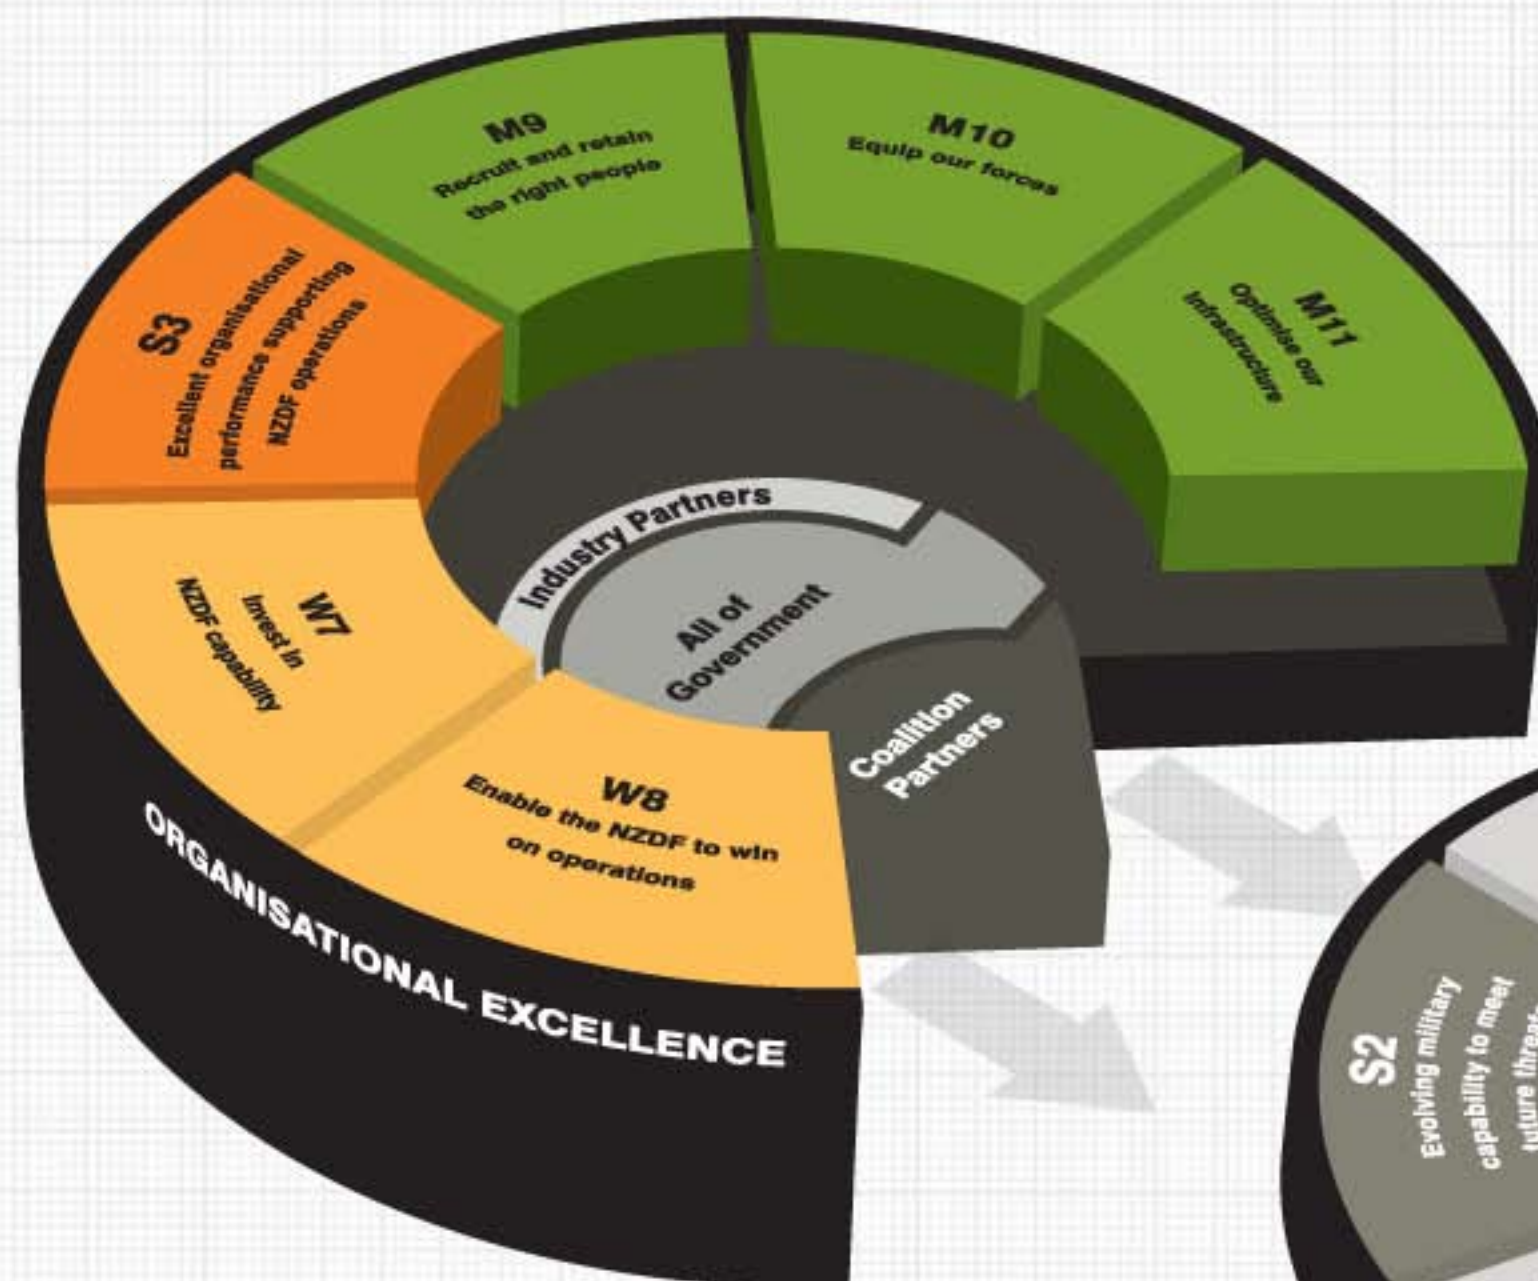 M9
Recruit and retain
the right people
M10
Equip our forces
M11
Optimise our
infrastructure
S3
Excellent organisational
performance supporting
NZDF operations
W7
Invest in
NZDF capability
W8
Enable the NZDF to win
on operations
Industry Partners
All of
Government
Coalition
Partners
ORGANISATIONAL EXCELLENCE
S2
Evolving military
capability to meet
future